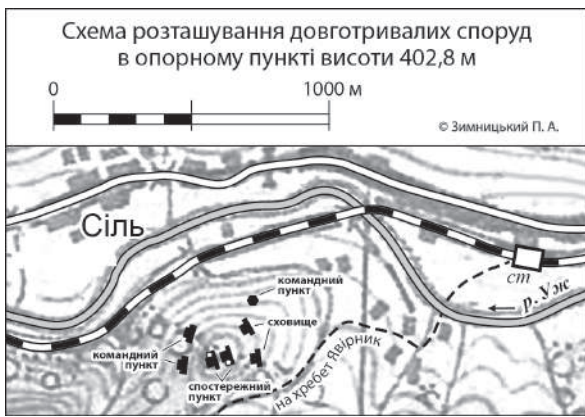 Схема розташування довготривалих споруд
в опорному пункті висоти 402,8 м
0
1000 м
© Зимницький П. А.
Сіль
ст
р. Уж
командний
пункт
сховище
командний
пункт
спостережний
пункт
на хребет Явірник